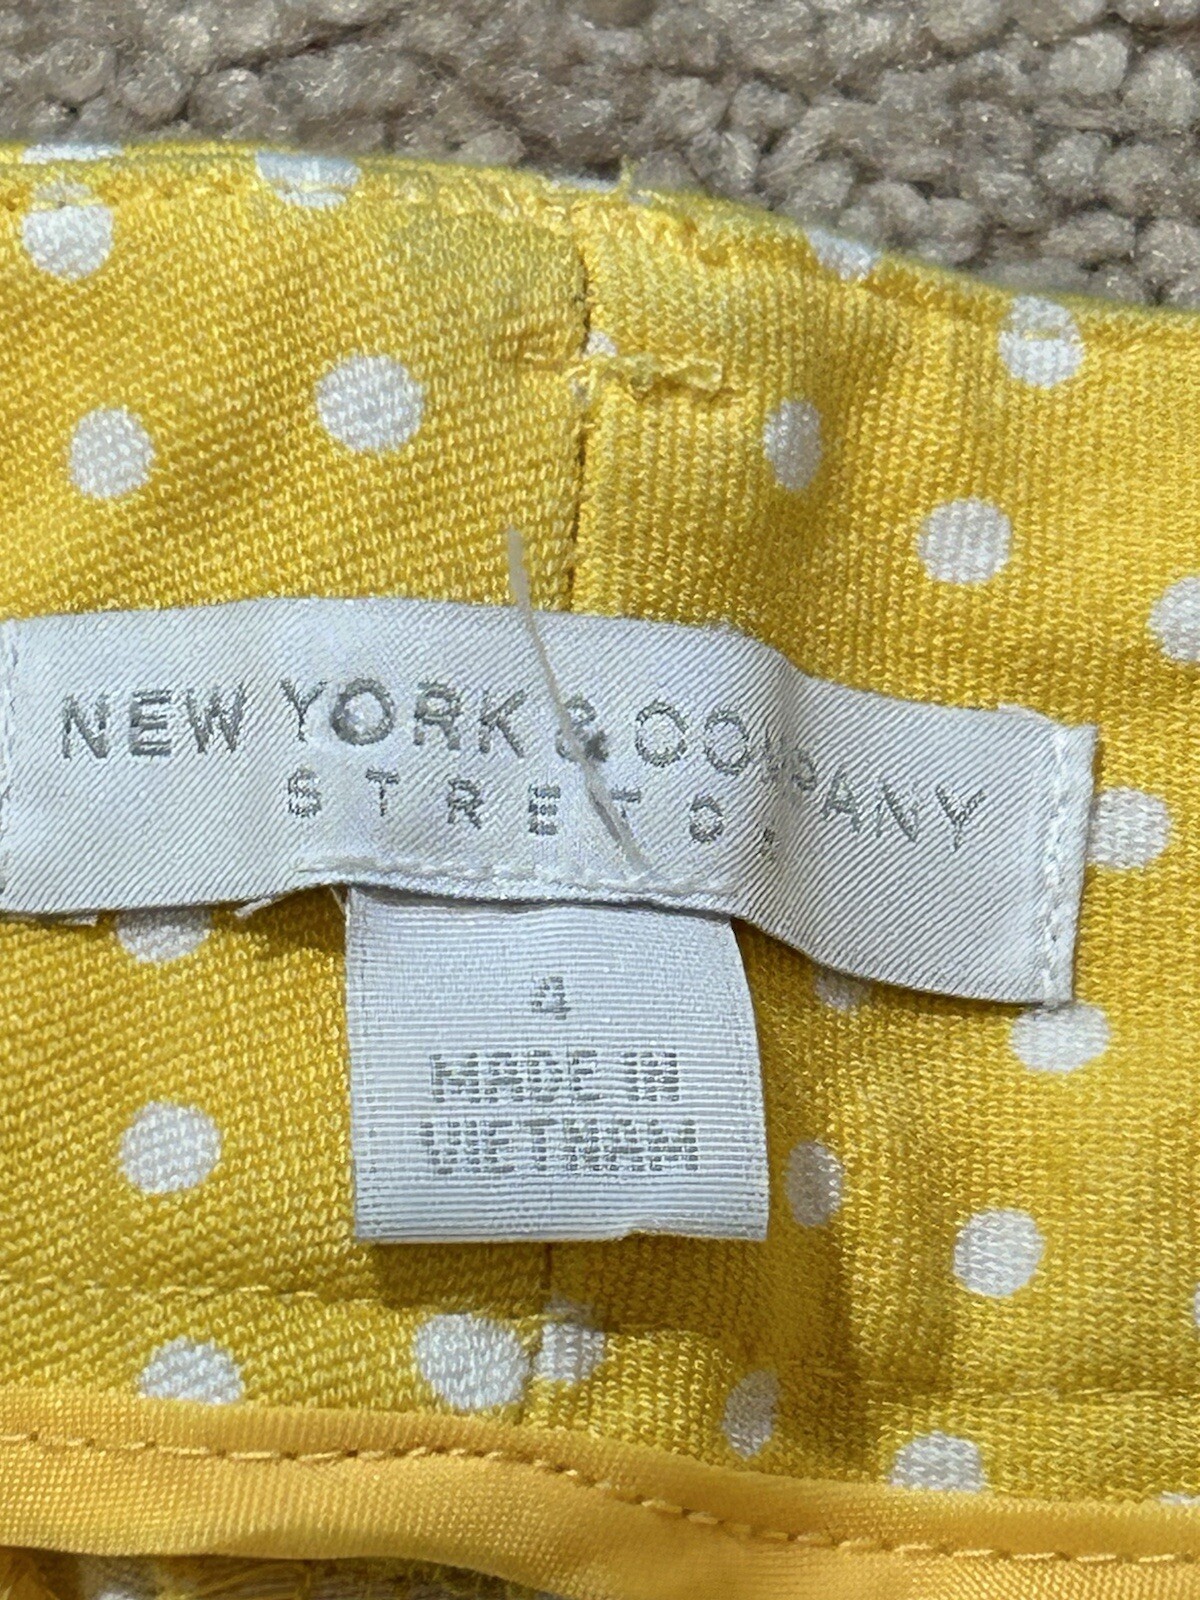 NEW YORK & COMPANY
STRETCH
4
MADE IN
VIETNAM